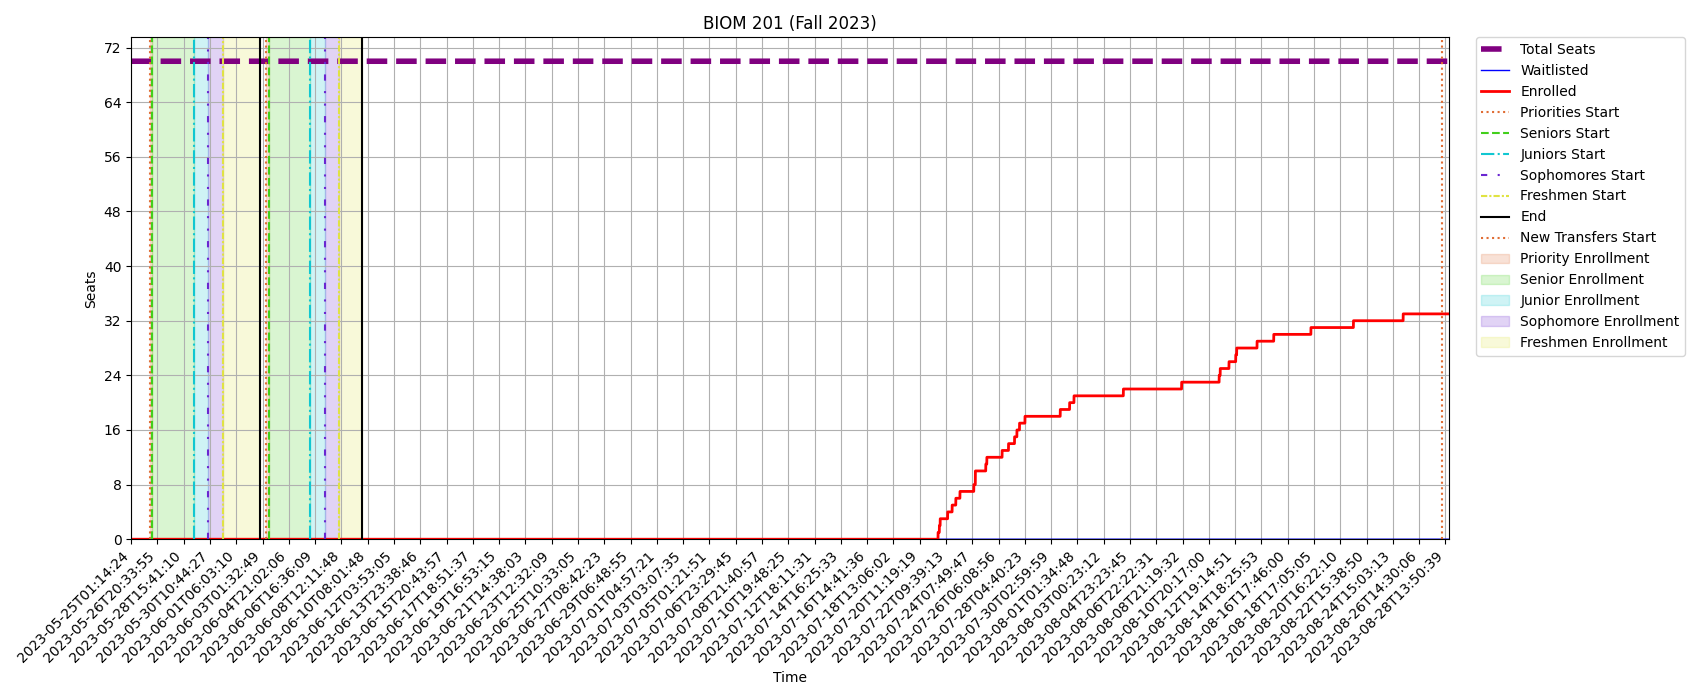 BIOM 201 (Fall 2023)
72
64
56
48
40
32
24
16
8
0
Seats
2023-05-25T01:14:24
2023-05-26T20:33:55
2023-05-28T15:41:10
2023-05-30T10:44:27
2023-06-01T06:03:10
2023-06-03T01:32:49
2023-06-04T21:02:06
2023-06-06T16:36:09
2023-06-08T12:11:48
2023-06-10T08:01:48
2023-06-12T03:53:05
2023-06-13T23:38:46
2023-06-15T20:43:57
2023-06-17T18:51:37
2023-06-19T16:53:15
2023-06-21T14:38:03
2023-06-23T12:32:09
2023-06-25T10:33:05
2023-06-27T08:42:23
2023-06-29T06:48:55
2023-07-01T04:57:21
2023-07-03T03:07:35
2023-07-05T01:21:51
2023-07-06T23:29:45
2023-07-08T21:40:57
2023-07-10T19:48:25
2023-07-12T18:11:31
2023-07-14T16:25:33
2023-07-16T14:41:36
2023-07-18T13:06:02
2023-07-20T11:19:19
2023-07-22T09:39:13
2023-07-24T07:49:47
2023-07-26T06:08:56
2023-07-28T04:40:23
2023-07-30T02:59:59
2023-08-01T01:34:48
2023-08-03T00:23:12
2023-08-04T23:23:45
2023-08-06T22:22:31
2023-08-08T21:19:32
2023-08-10T20:17:00
2023-08-12T19:14:51
2023-08-14T18:25:53
2023-08-16T17:46:00
2023-08-18T17:05:05
2023-08-20T16:22:10
2023-08-22T15:38:50
2023-08-24T15:03:13
2023-08-26T14:30:06
2023-08-28T13:50:39
Time
Total Seats
Waitlisted
Enrolled
Priorities Start
Seniors Start
Juniors Start
Sophomores Start
Freshmen Start
End
New Transfers Start
Priority Enrollment
Senior Enrollment
Junior Enrollment
Sophomore Enrollment
Freshmen Enrollment